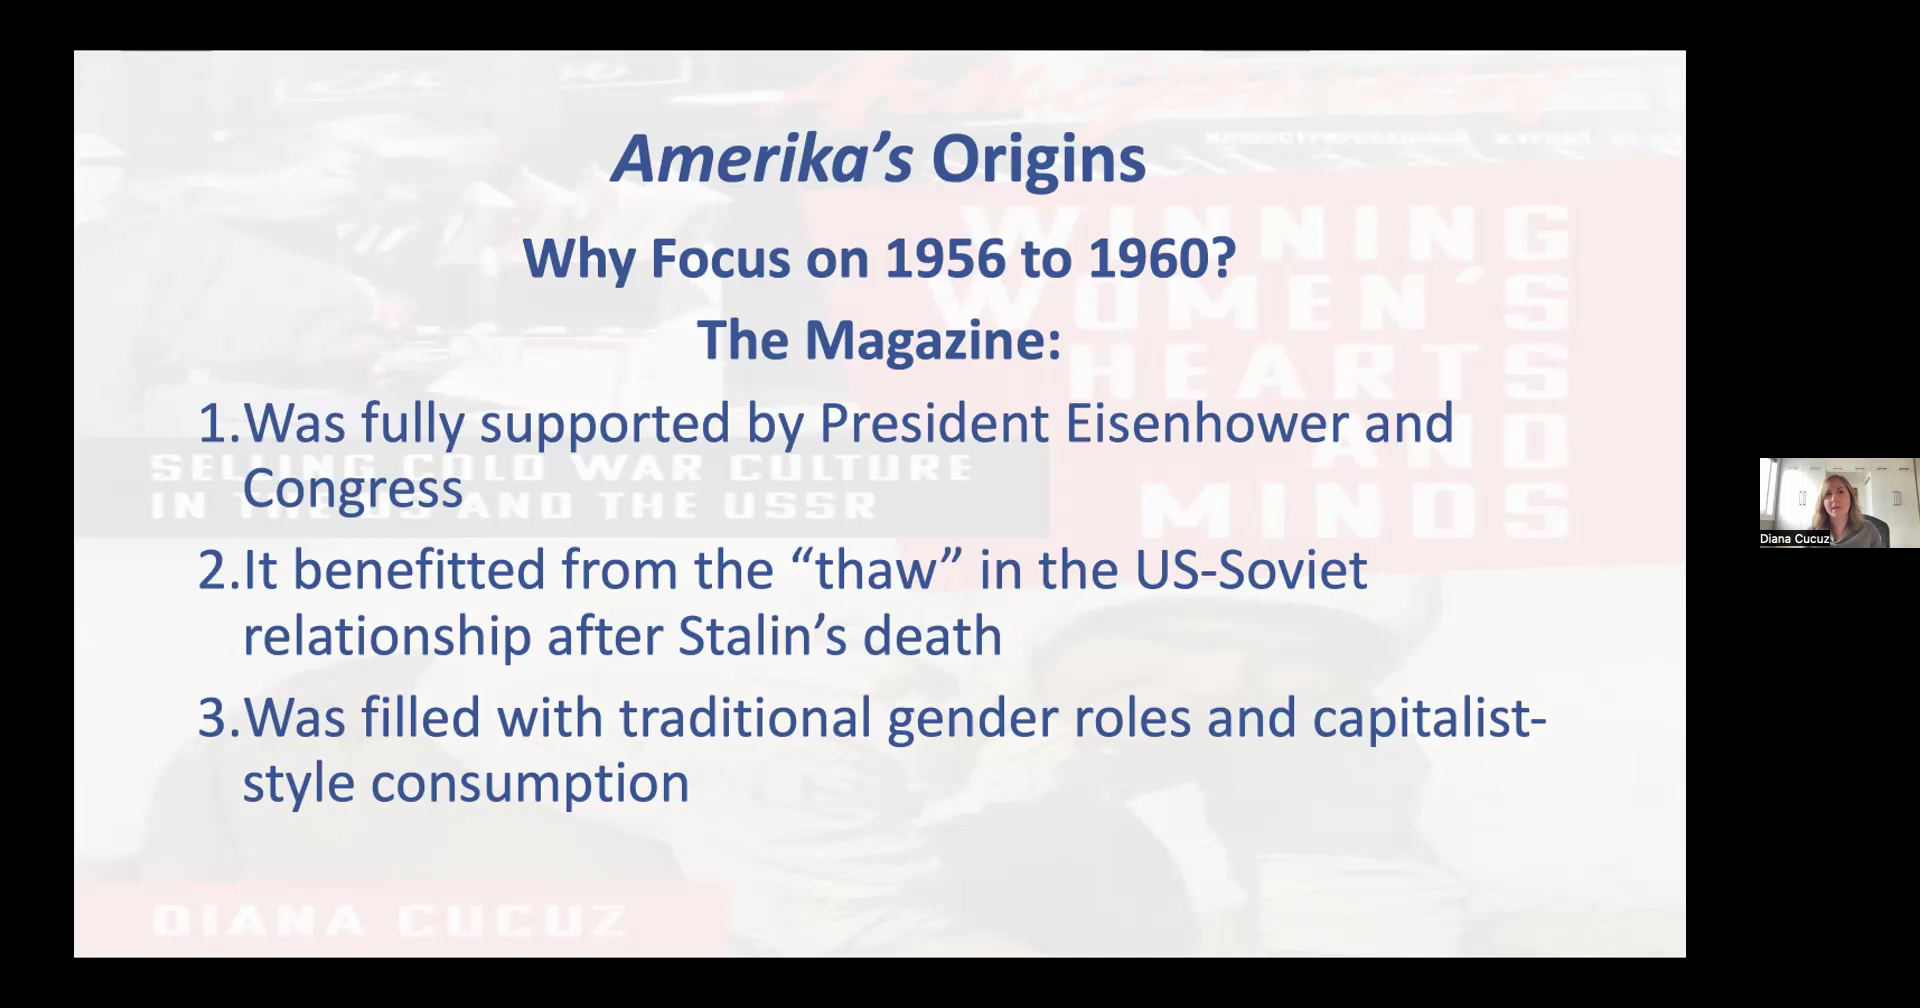 Amerika's Origins
Why Focus on 1956 to 1960?
The Magazine:
1.Was fully supported by President Eisenhower and
Congress
2.It benefitted from the “thaw” in the US-Soviet
relationship after Stalin’s death
3.Was filled with traditional gender roles and capitalist-
style consumption
WINNING
WOMEN'S
HEARTS
AND
MINDS
SELLING COLD WAR CULTURE
IN THE US AND THE USSR
DIANA CUCUZ
Diana Cucuz